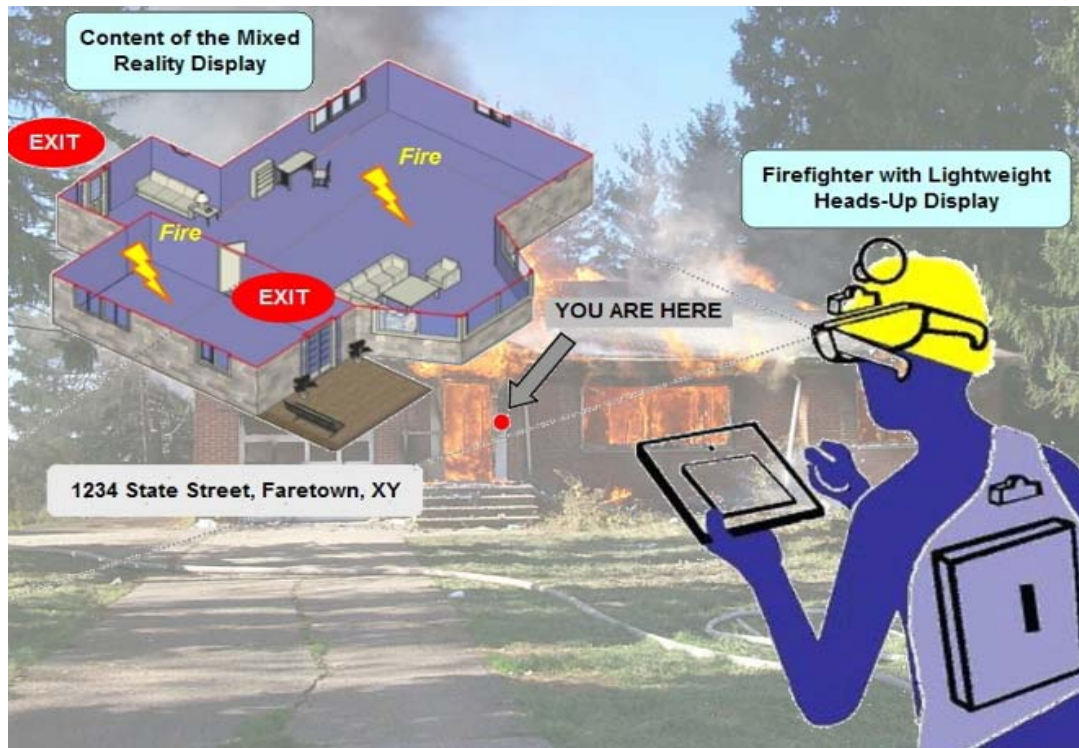 Content of the Mixed
Reality Display
EXIT
Fire
Fire
EXIT
Firefighter with Lightweight
Heads-Up Display
YOU ARE HERE
1234 State Street, Faretown, XY